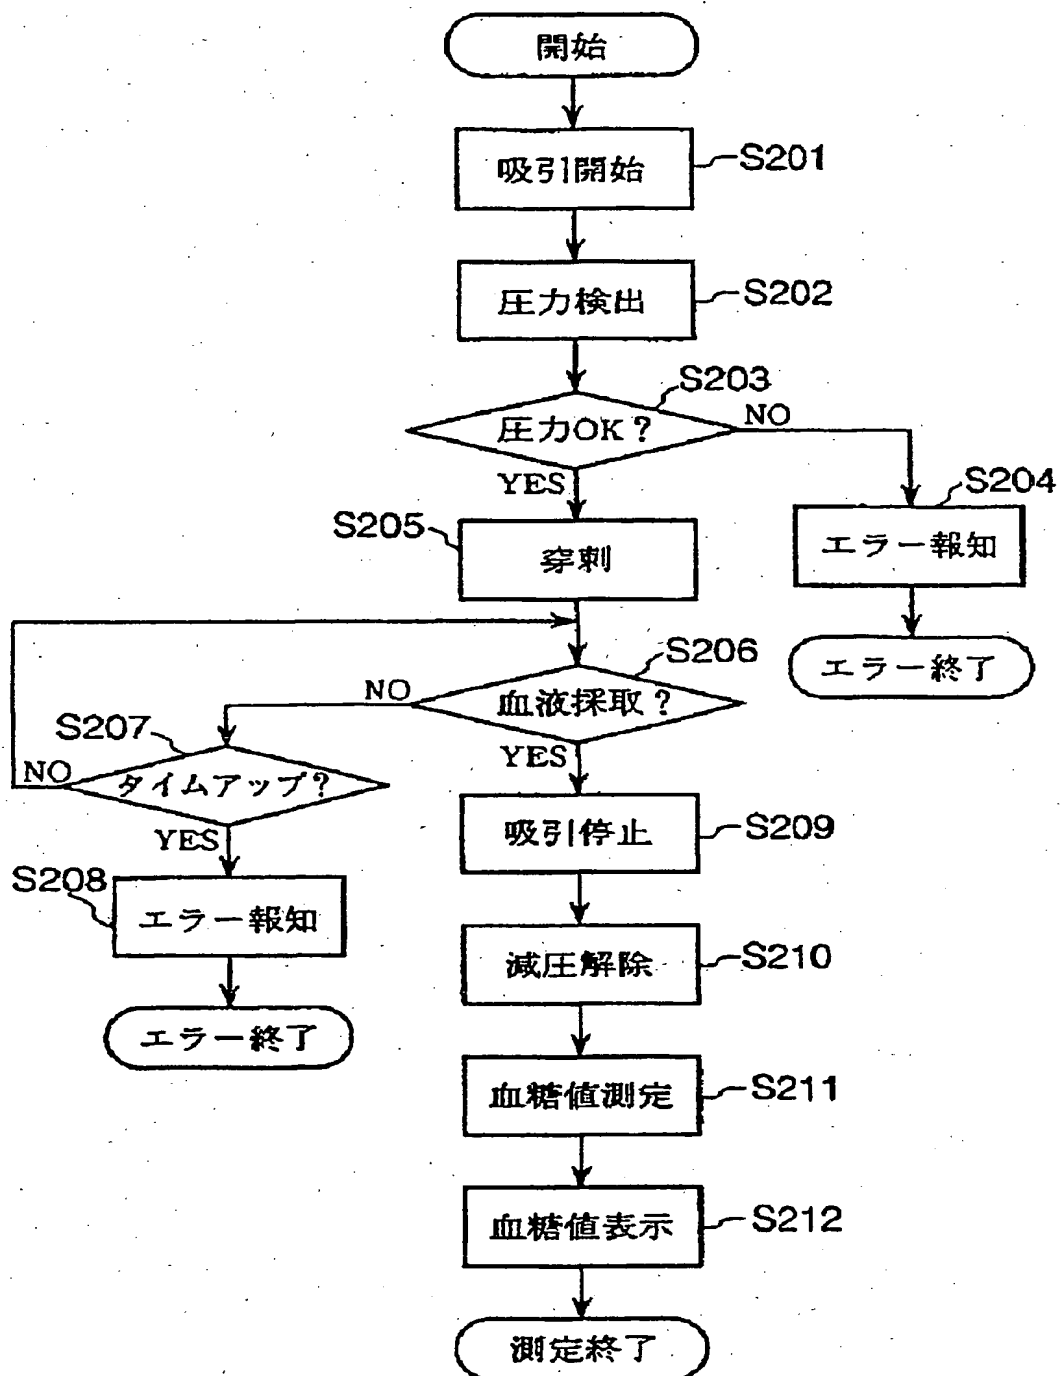 開始
吸引開始
S201
圧力検出
S202
S203
圧力OK?
NO
YES
S204
エラー報知
エラー終了
S205
穿刺
S206
血液採取?
NO
YES
S207
タイムアップ?
NO
YES
S208
エラー報知
エラー終了
吸引停止
S209
減圧解除
S210
血糖値測定
S211
血糖値表示
S212
測定終了